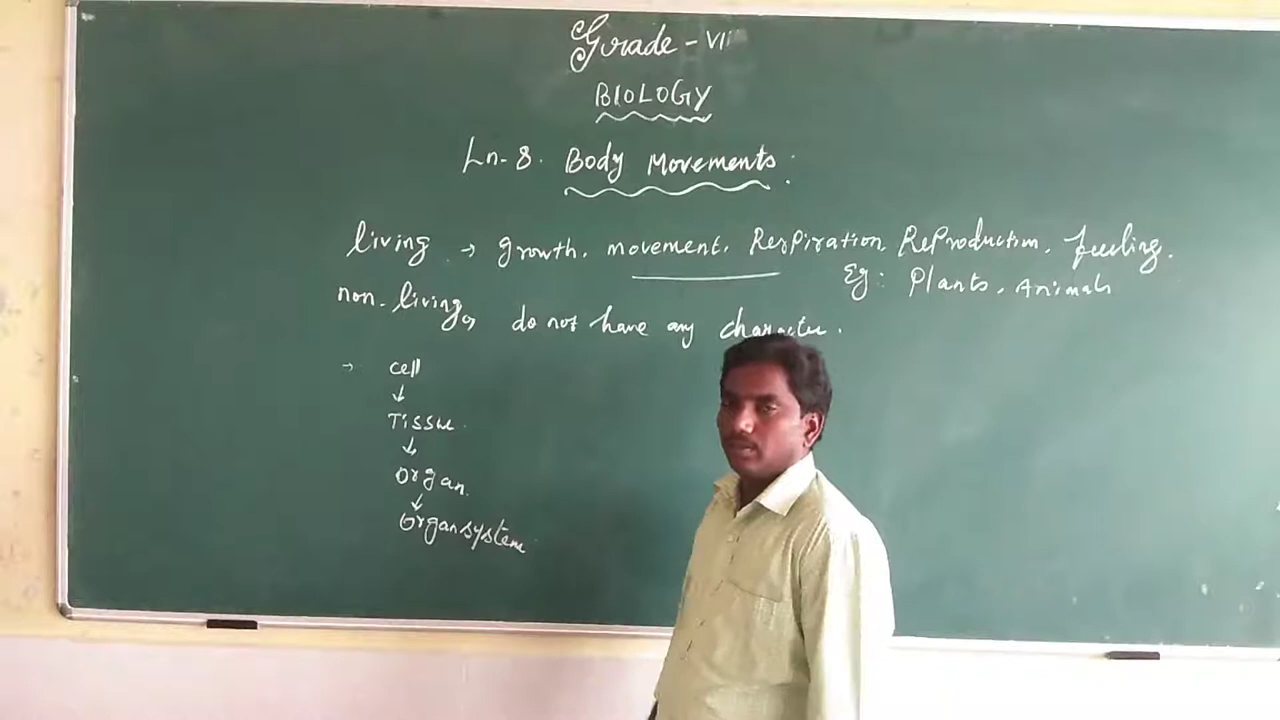 Grade - VII
BIOLOGY
Ln- 8. Body Movements:
living → growth. movement. Respiration. Reproduction. feeling.
Eg: Plants. Animals
non-living → do not have any character.
→ cell
↓
Tissue.
↓
Organ.
↓
Organsystem